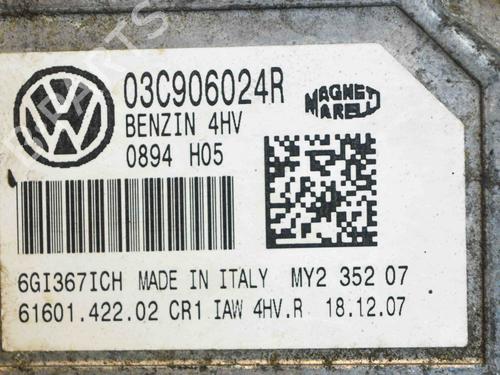 03C906024R
MAGNETI
MARELLI
BENZIN 4HV
0894 H05
6GI367ICH MADE IN ITALY MY2 352 07
61601.422.02 CR1 IAW 4HV.R 18.12.07